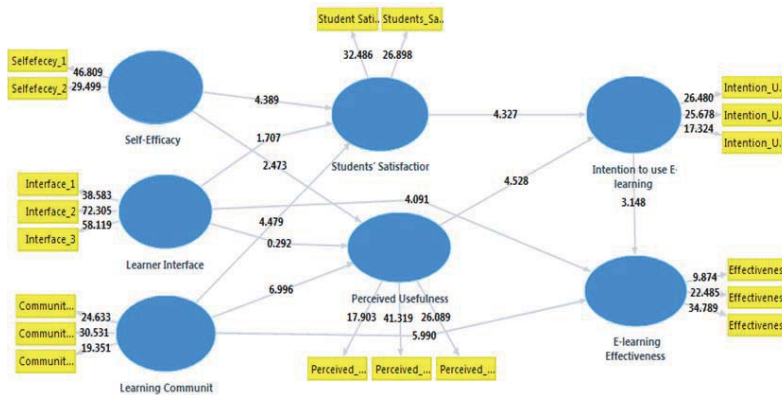 Student Sati...
Students_Sa...
32.486
26.898
Selfefecey_1
46.809
Selfefecey_2
29.499
Self-Efficacy
4.389
1.707
2.473
Students' Satisfactior
4.327
26.480
Intention_U...
25.678
Intention_U...
17.324
Intention_U...
Intention to use E-
learning
Interface_1
38.583
Interface_2
72.305
Interface_3
58.119
Learner Interface
4.479
0.292
4.091
4.528
3.148
6.996
Perceived Usefulness
17.903
41.319
26.089
5.990
Communit...
24.633
Communit...
30.531
Communit...
19.351
Learning Communit
9.874
Effectiveness
22.485
Effectiveness
34.789
Effectiveness
E-learning
Effectiveness
Perceived_...
Perceived_...
Perceived_...